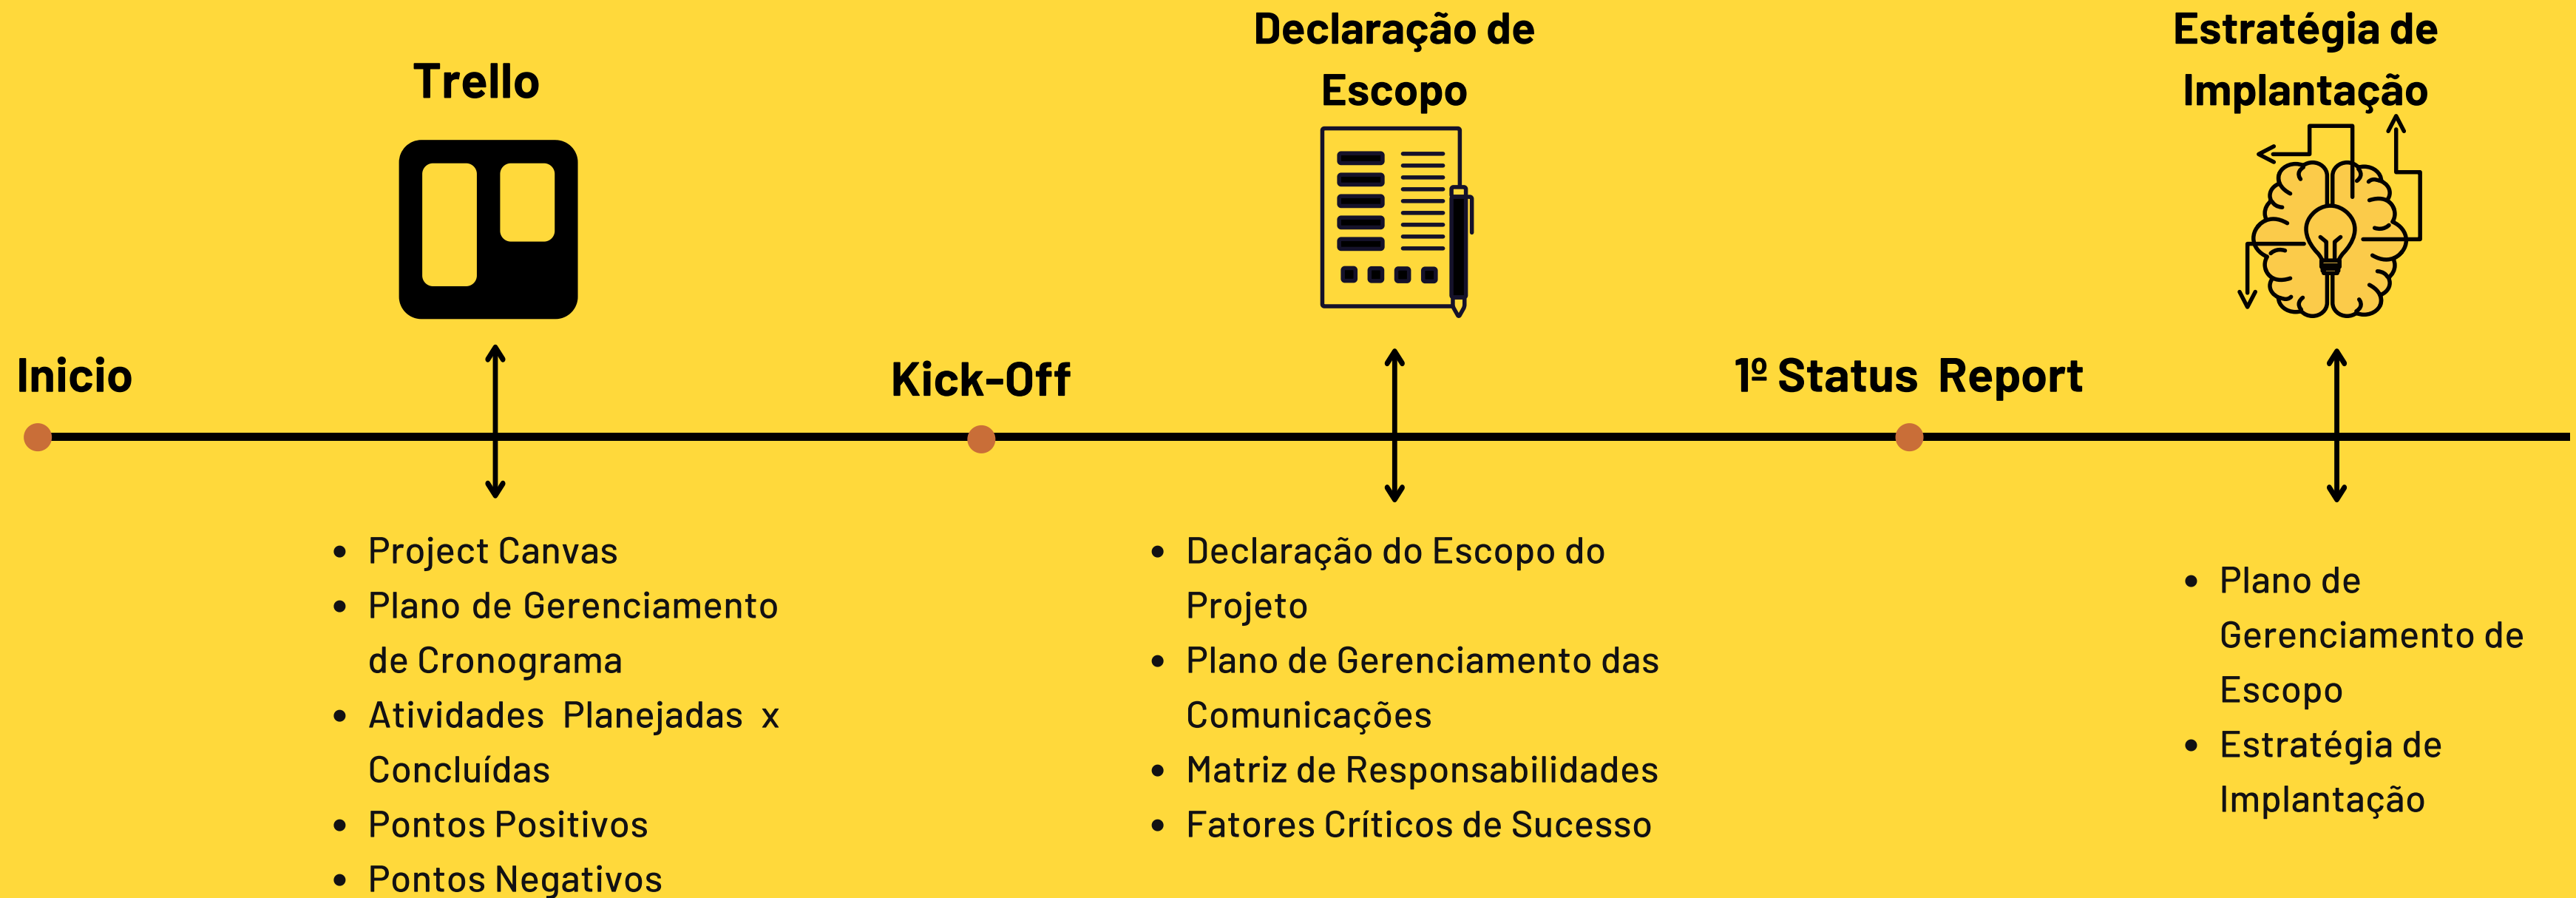 Trello
Declaração de
Escopo
Estratégia de
Implantação
Inicio
Kick-Off
1º Status Report
• Project Canvas
• Plano de Gerenciamento
de Cronograma
• Atividades Planejadas x
Concluídas
• Pontos Positivos
• Pontos Negativos
• Declaração do Escopo do
Projeto
• Plano de Gerenciamento das
Comunicações
• Matriz de Responsabilidades
• Fatores Críticos de Sucesso
• Plano de
Gerenciamento de
Escopo
• Estratégia de
Implantação